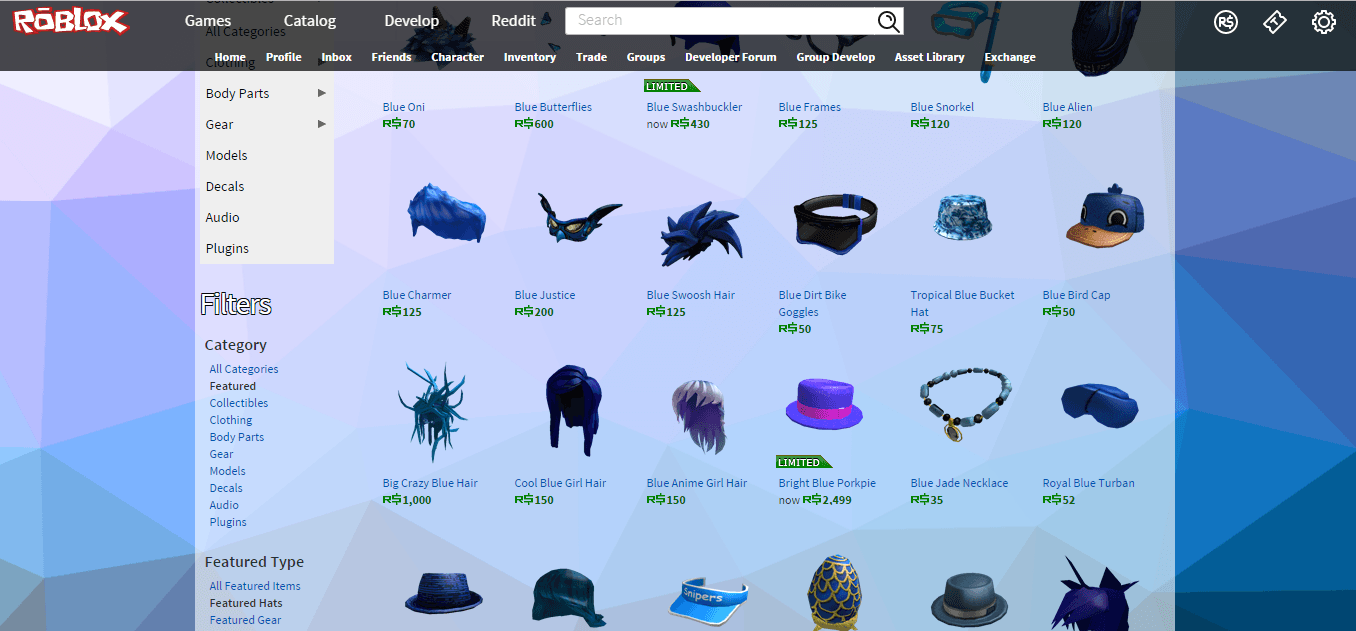 ROBLOX
Games
Catalog
Develop
Reddit
Search
R$
Collectibles
All Categories
Clothing
Home
Profile
Inbox
Friends
Character
Inventory
Trade
Groups
Developer Forum
Group Develop
Asset Library
Exchange
Body Parts
Gear
Models
Decals
Audio
Plugins
Filters
Category
All Categories
Featured
Collectibles
Clothing
Body Parts
Gear
Models
Decals
Audio
Plugins
Featured Type
All Featured Items
Featured Hats
Featured Gear
Blue Oni
R$70
Blue Butterflies
R$600
LIMITED
Blue Swashbuckler
now R$430
Blue Frames
R$125
Blue Snorkel
R$120
Blue Alien
R$120
Blue Charmer
R$125
Blue Justice
R$200
Blue Swoosh Hair
R$125
Blue Dirt Bike
Goggles
R$50
Tropical Blue Bucket
Hat
R$75
Blue Bird Cap
R$50
Big Crazy Blue Hair
R$1,000
Cool Blue Girl Hair
R$150
Blue Anime Girl Hair
R$150
LIMITED
Bright Blue Porkpie
now R$2,499
Blue Jade Necklace
R$35
Royal Blue Turban
R$52
Snipers